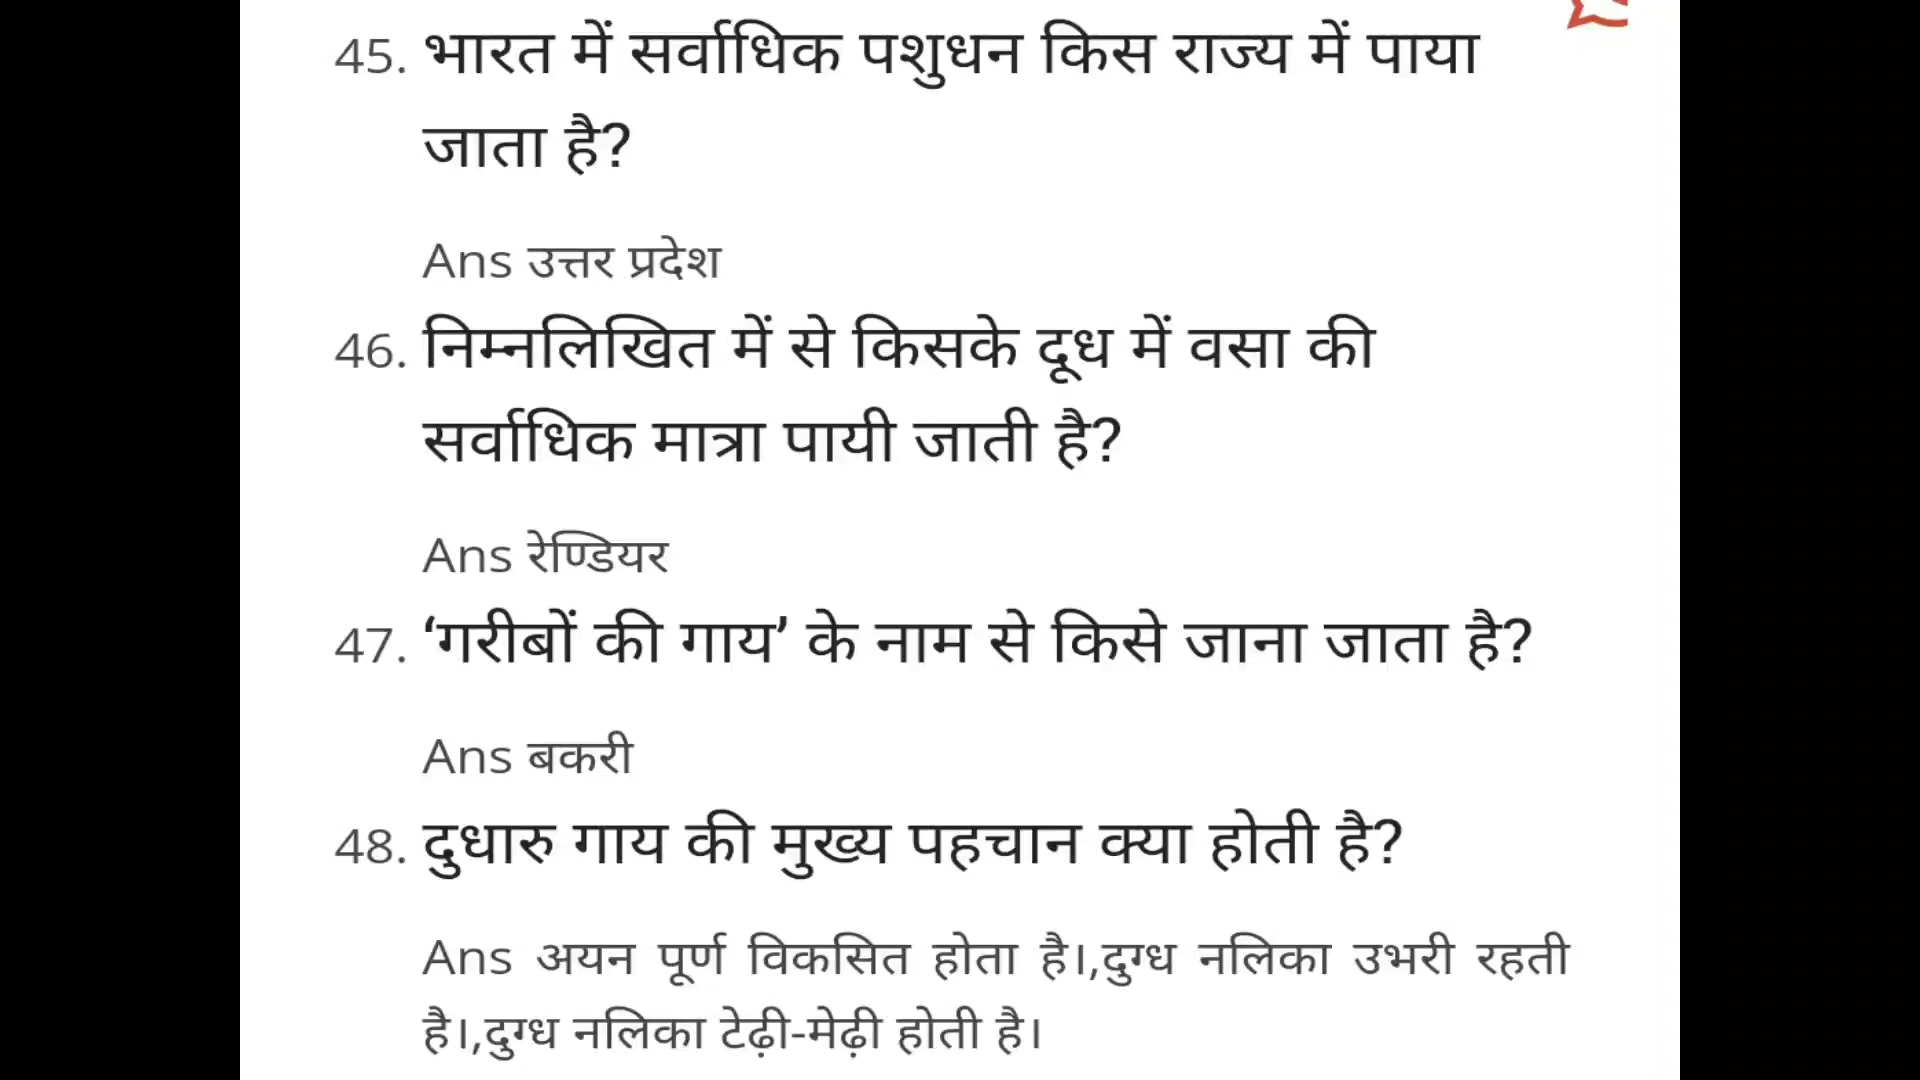 45. भारत में सर्वाधिक पशुधन किस राज्य में पाया
जाता है?
Ans उत्तर प्रदेश
46. निम्नलिखित में से किसके दूध में वसा की
सर्वाधिक मात्रा पायी जाती है?
Ans रेण्डियर
47. ‘गरीबों की गाय’ के नाम से किसे जाना जाता है?
Ans बकरी
48. दुधारु गाय की मुख्य पहचान क्या होती है?
Ans अयन पूर्ण विकसित होता है।,दुग्ध नलिका उभरी रहती
है।,दुग्ध नलिका टेढ़ी-मेढ़ी होती है।